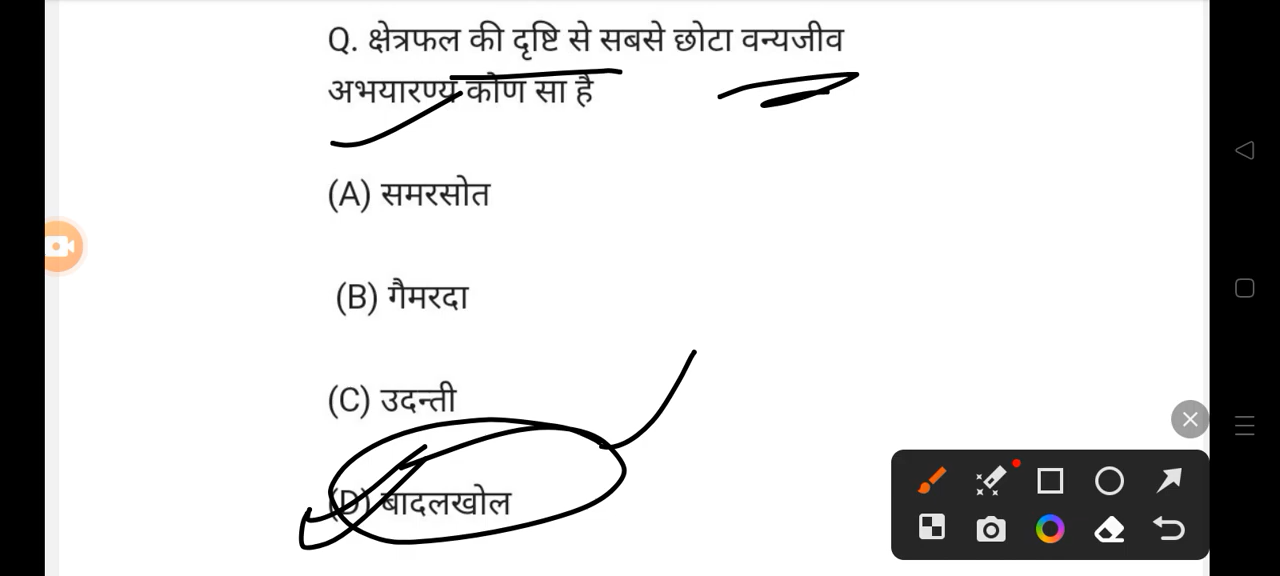 Q. क्षेत्रफल की दृष्टि से सबसे छोटा वन्यजीव
अभयारण्य कोण सा है
(A) समरसोत
(B) गैमरदा
(C) उदन्ती
(D) बादलखोल